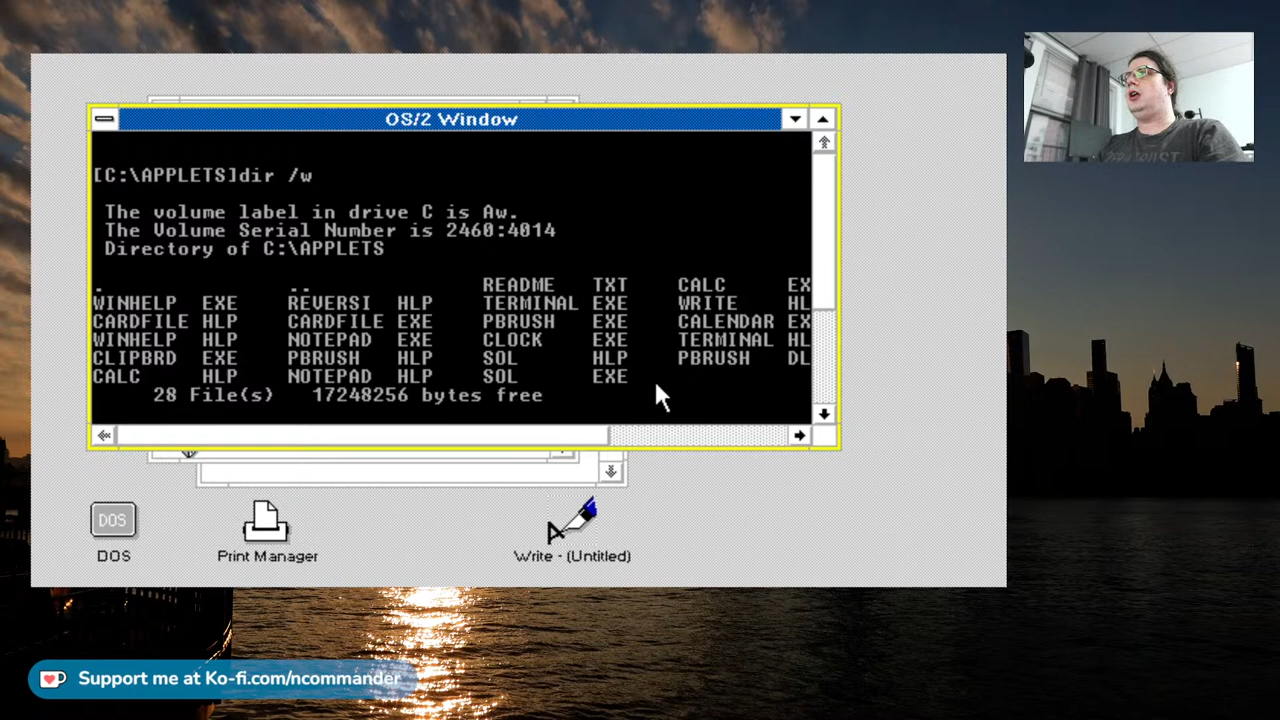 OS/2 Window
[C:\APPLETS]dir /w
The volume label in drive C is Aw.
The Volume Serial Number is 2460:4014
Directory of C:\APPLETS
. .. README TXT CALC EX
WINHELP EXE REVERSI HLP TERMINAL EXE WRITE HL
CARDFILE HLP CARDFILE EXE PBRUSH EXE CALENDAR EX
WINHELP HLP NOTEPAD EXE CLOCK EXE TERMINAL HL
CLIPBRD EXE PBRUSH HLP SOL HLP PBRUSH DL
CALC HLP NOTEPAD HLP SOL EXE
28 File(s) 17248256 bytes free
DOS
DOS
Print Manager
Write - (Untitled)
Support me at Ko-fi.com/ncommander